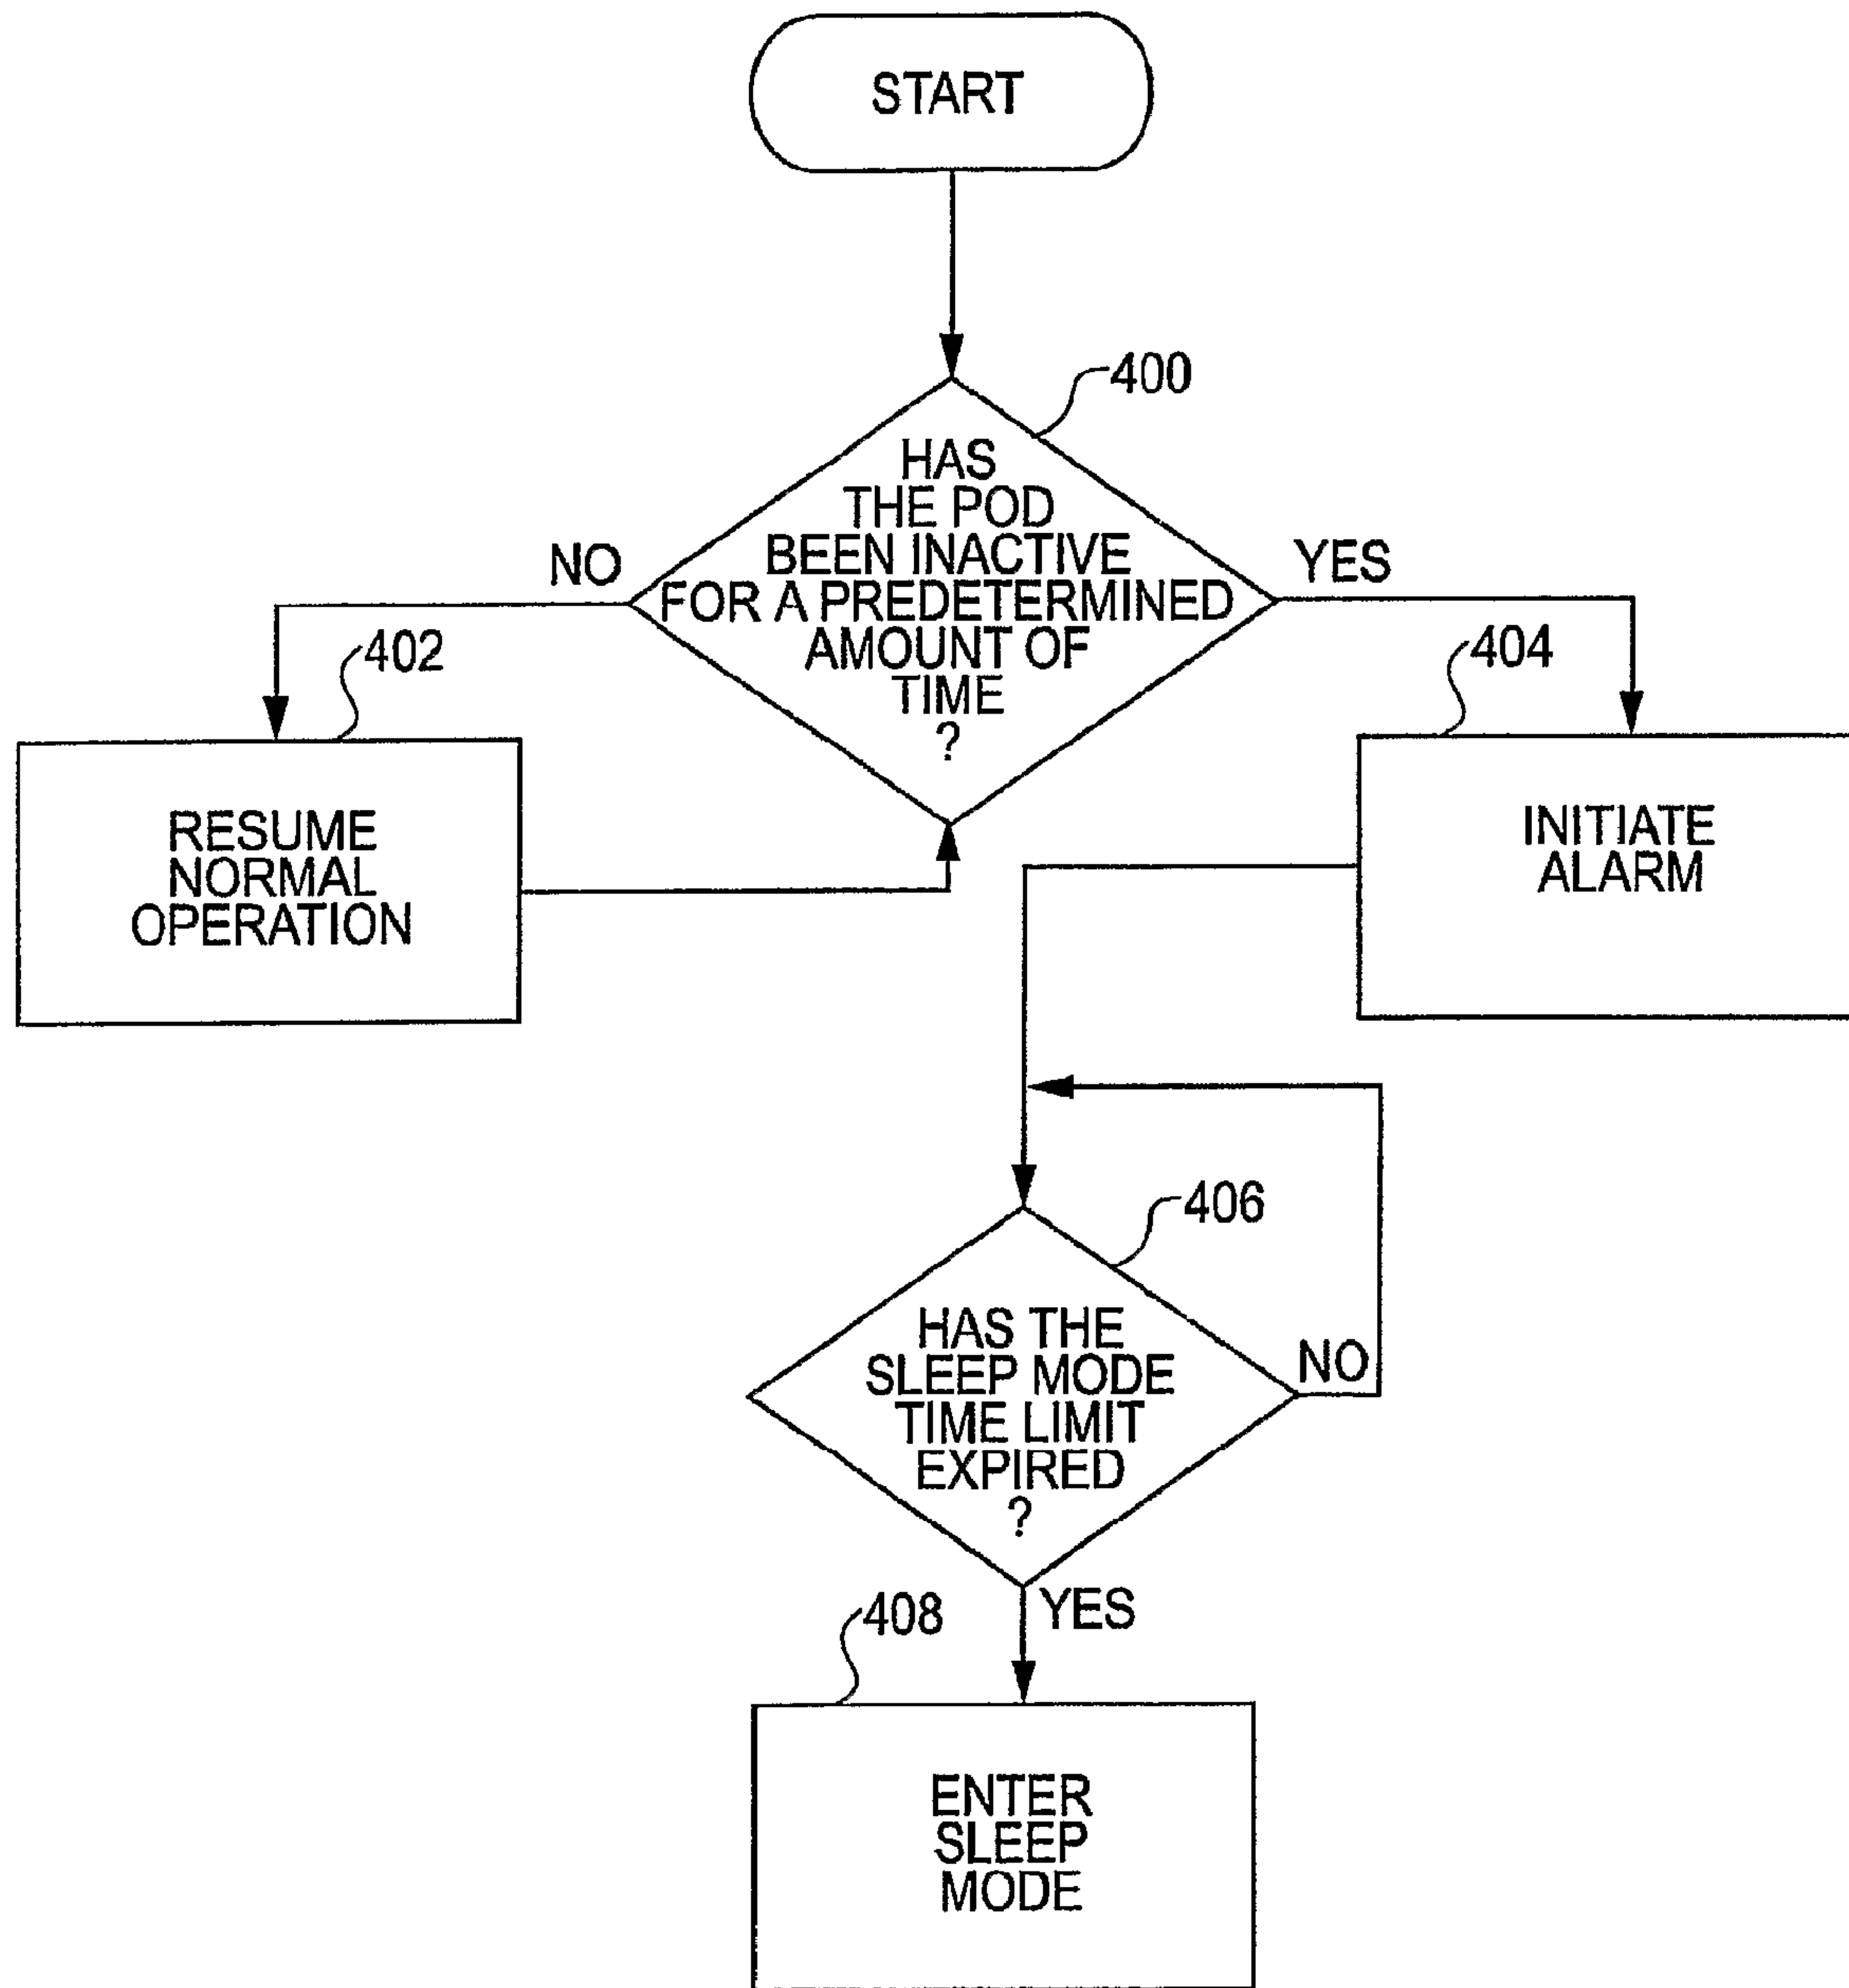 START
400
HAS
THE POD
BEEN INACTIVE
FOR A PREDETERMINED
AMOUNT OF
TIME
?
NO
YES
402
404
RESUME
NORMAL
OPERATION
INITIATE
ALARM
406
HAS THE
SLEEP MODE
TIME LIMIT
EXPIRED
?
NO
YES
408
ENTER
SLEEP
MODE